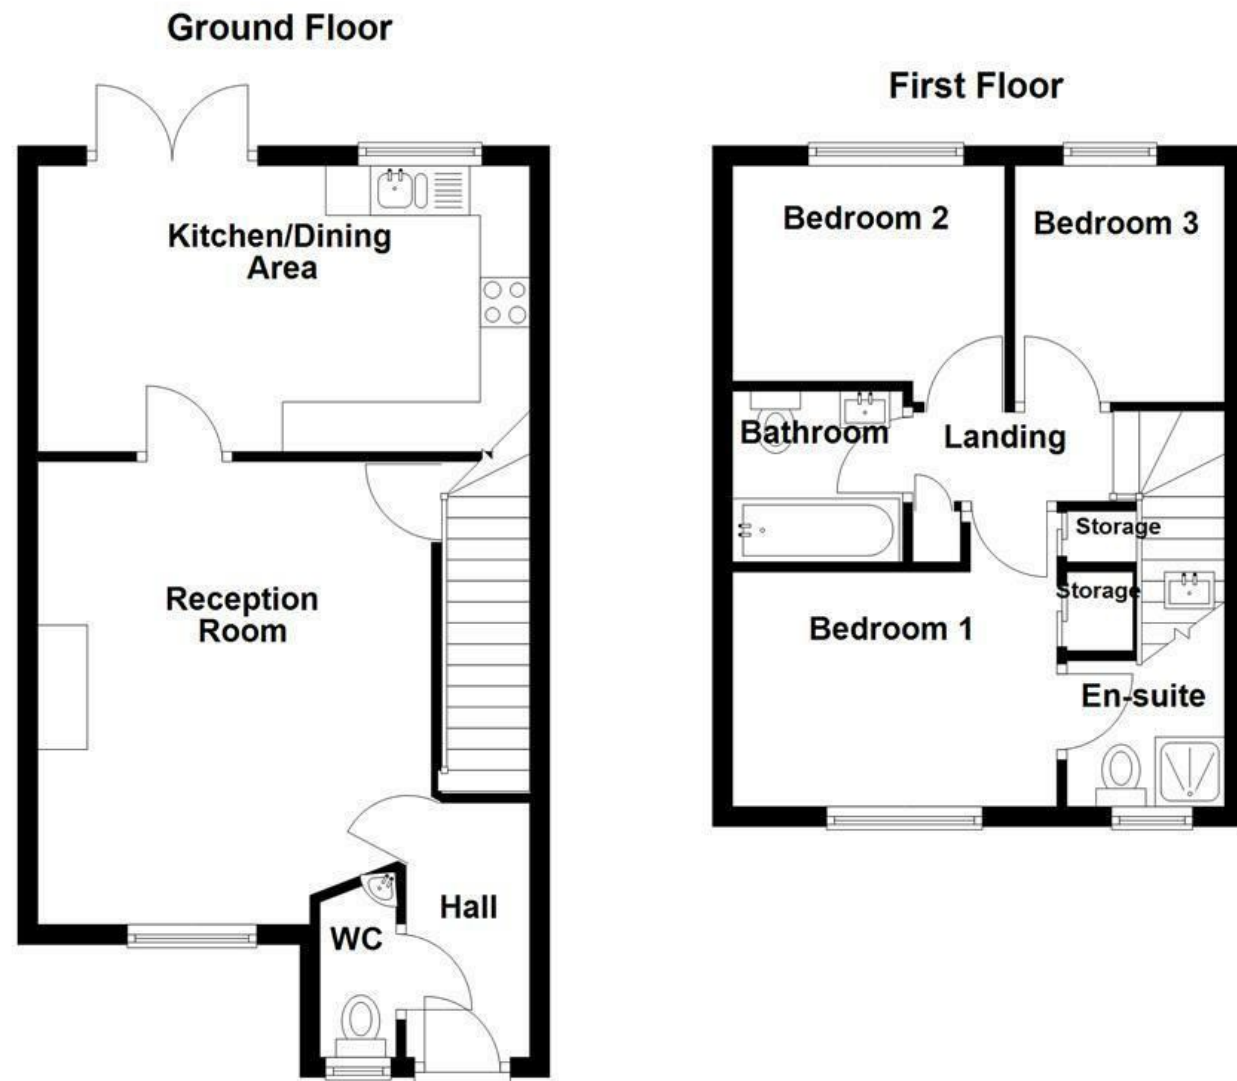 Ground Floor
Kitchen/Dining
Area
Reception
Room
Hall
WC
First Floor
Bedroom 2
Bedroom 3
Bathroom
Landing
Storage
Storage
Bedroom 1
En-suite